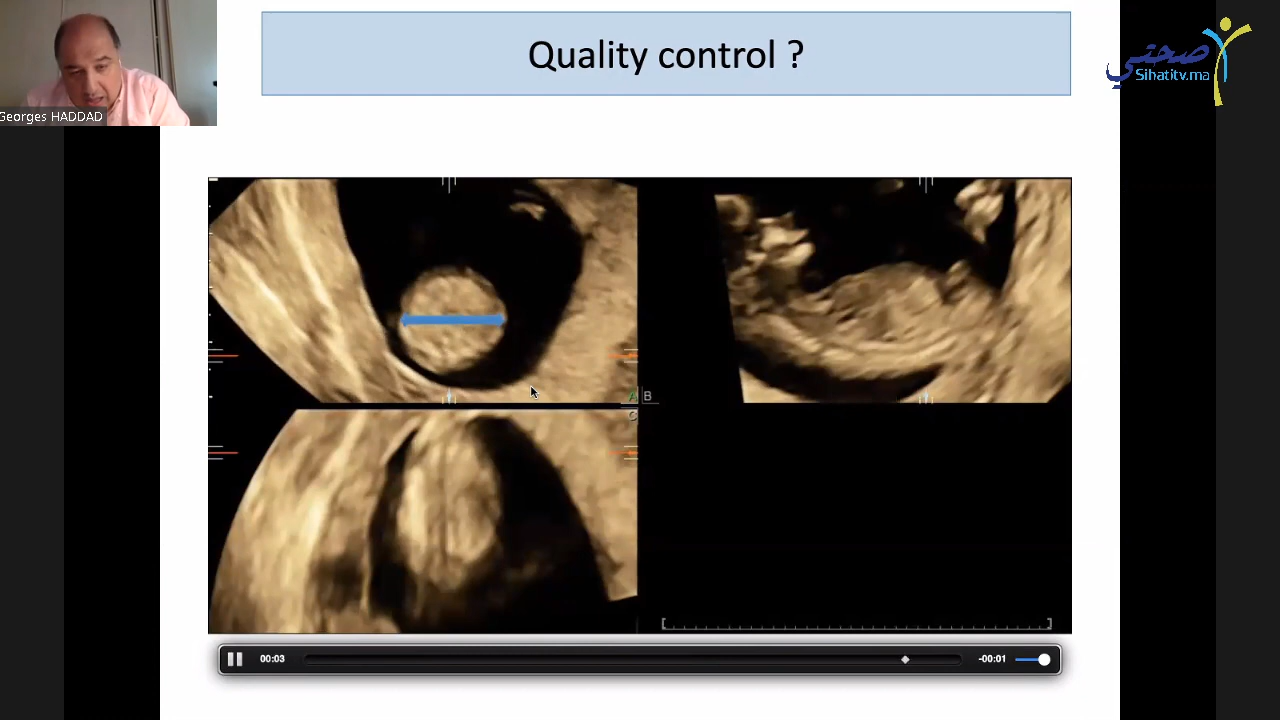 Quality control ?
صحتي
Sihatitv.ma
Georges HADDAD
A
B
C
00:03
-00:01